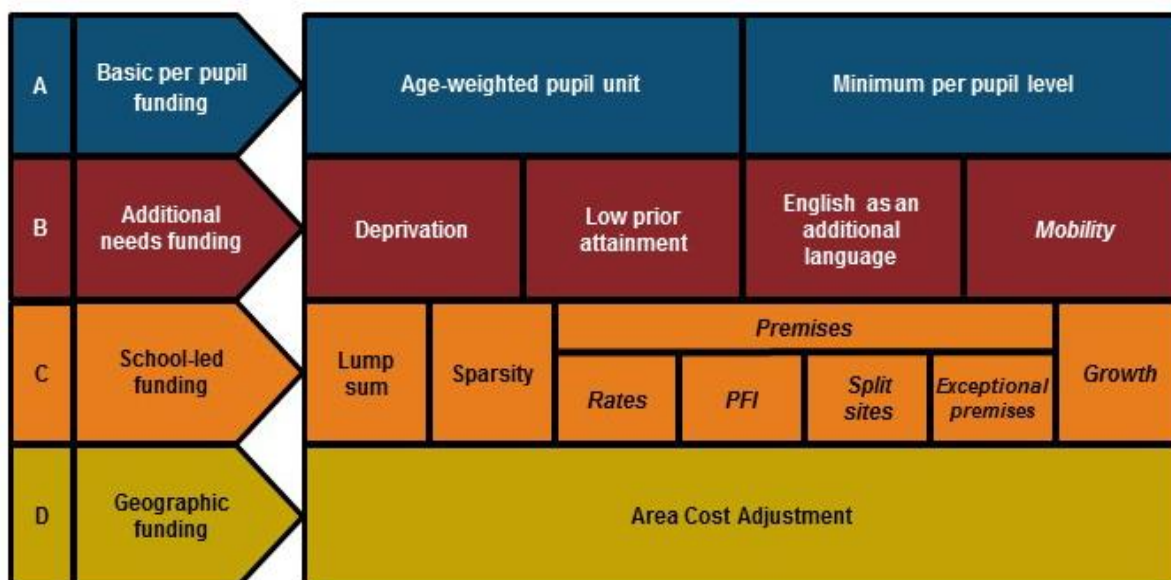 A
Basic per pupil
funding
Age-weighted pupil unit
Minimum per pupil level
B
Additional
needs funding
Deprivation
Low prior
attainment
English as an
additional
language
Mobility
C
School-led
funding
Lump
sum
Sparsity
Premises
Rates
PFI
Split
sites
Exceptional
premises
Growth
D
Geographic
funding
Area Cost Adjustment